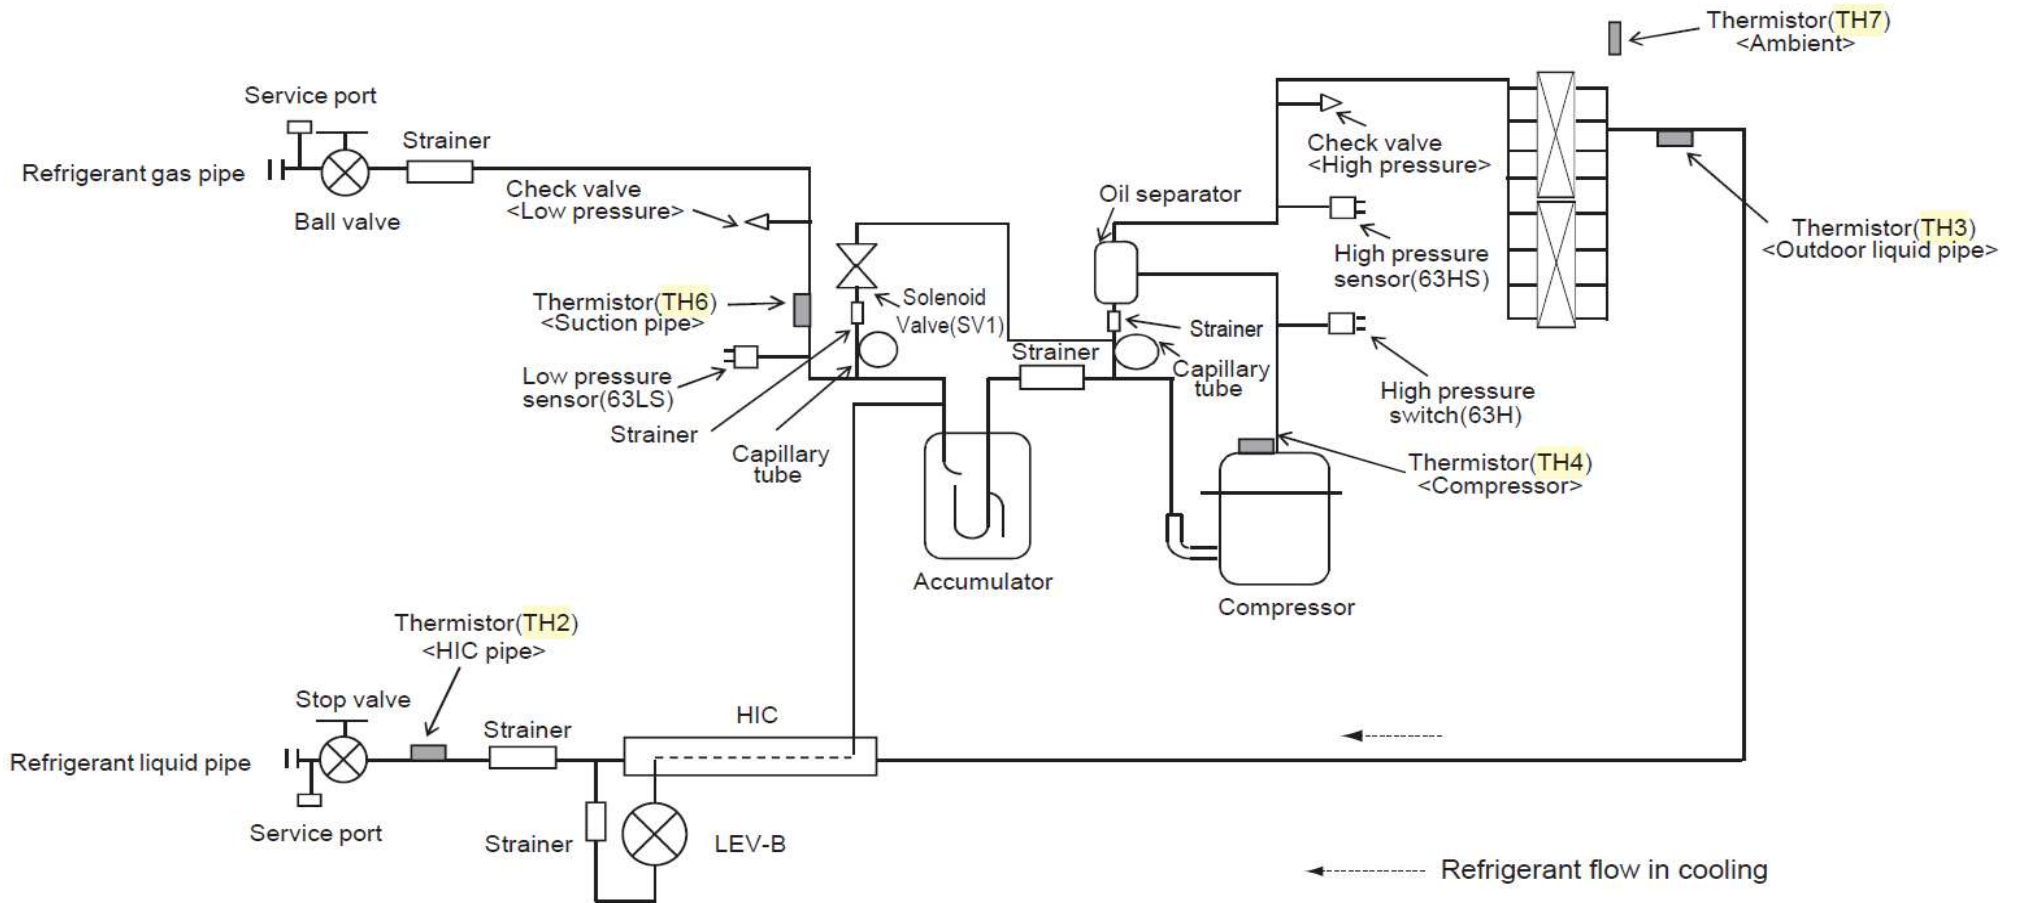 Thermistor(TH7)
<Ambient>
Service port
Strainer
Refrigerant gas pipe
Ball valve
Check valve
<Low pressure>
Check valve
<High pressure>
Oil separator
High pressure
sensor(63HS)
Thermistor(TH3)
<Outdoor liquid pipe>
Thermistor(TH6)
<Suction pipe>
Solenoid
Valve(SV1)
Strainer
Strainer
Capillary
tube
Low pressure
sensor(63LS)
Strainer
Capillary
tube
High pressure
switch(63H)
Thermistor(TH4)
<Compressor>
Accumulator
Compressor
Thermistor(TH2)
<HIC pipe>
Stop valve
Strainer
HIC
Refrigerant liquid pipe
Service port
Strainer
LEV-B
Refrigerant flow in cooling